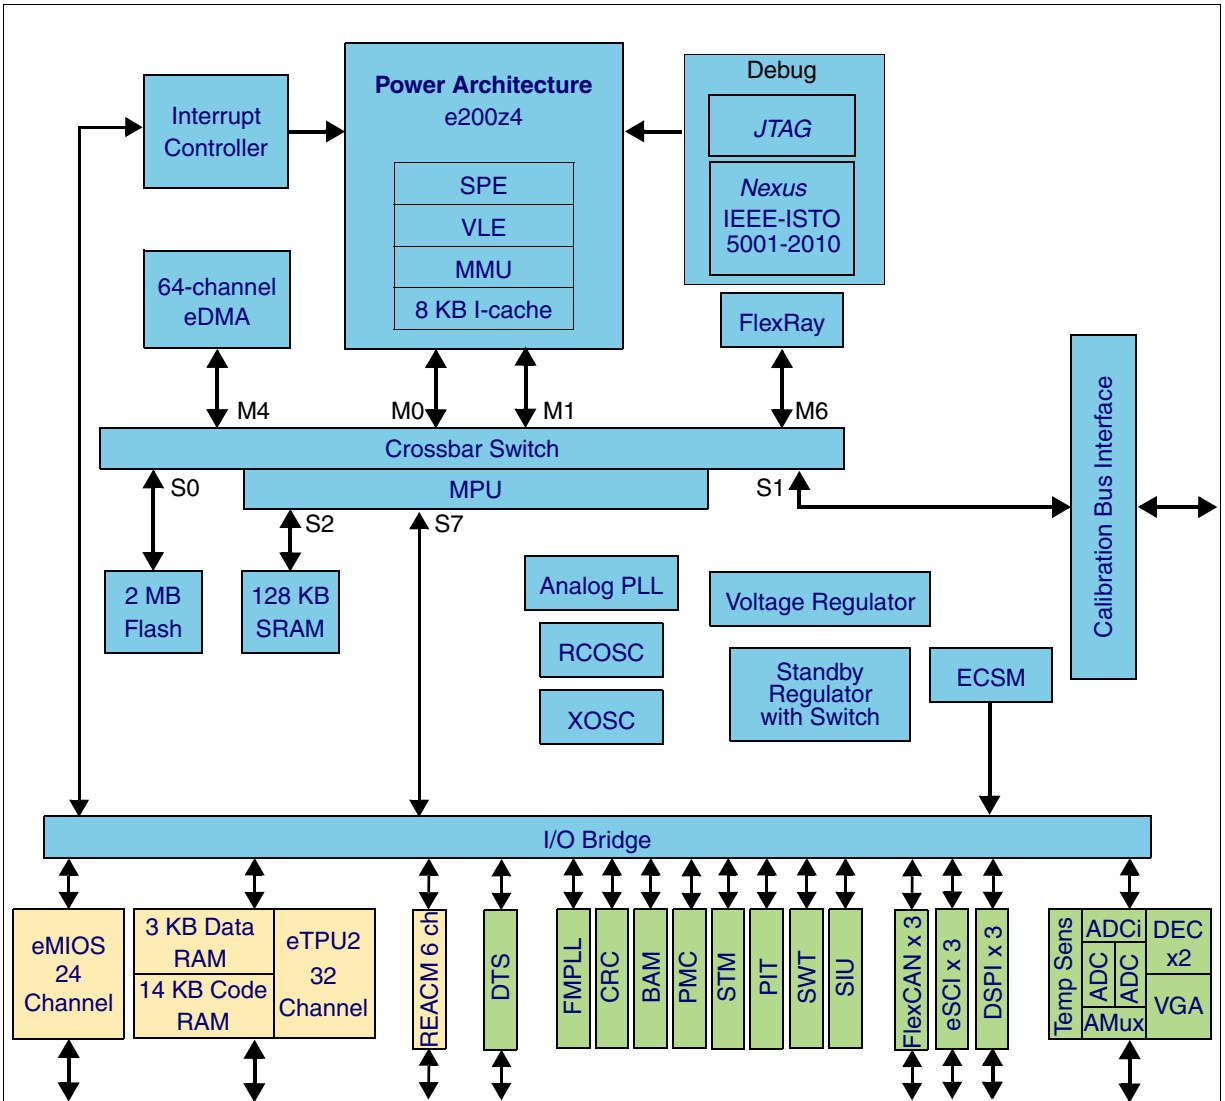 Power Architecture
e200z4
SPE
VLE
MMU
8 KB I-cache
Interrupt
Controller
Debug
JTAG
Nexus
IEEE-ISTO
5001-2010
64-channel
eDMA
FlexRay
M4
M0
M1
M6
Crossbar Switch
MPU
S0
S2
S7
S1
Calibration Bus Interface
2 MB
Flash
128 KB
SRAM
Analog PLL
RCOSC
XOSC
Voltage Regulator
Standby
Regulator
with Switch
ECSM
I/O Bridge
eMIOS
24
Channel
3 KB Data
RAM
14 KB Code
RAM
eTPU2
32
Channel
REACM 6 ch
DTS
FMPLL
CRC
BAM
PMC
STM
PIT
SWT
SIU
FlexCAN x 3
eSCI x 3
DSPI x 3
Temp Sens
ADCi
ADC
ADC
AMux
DEC
x2
VGA